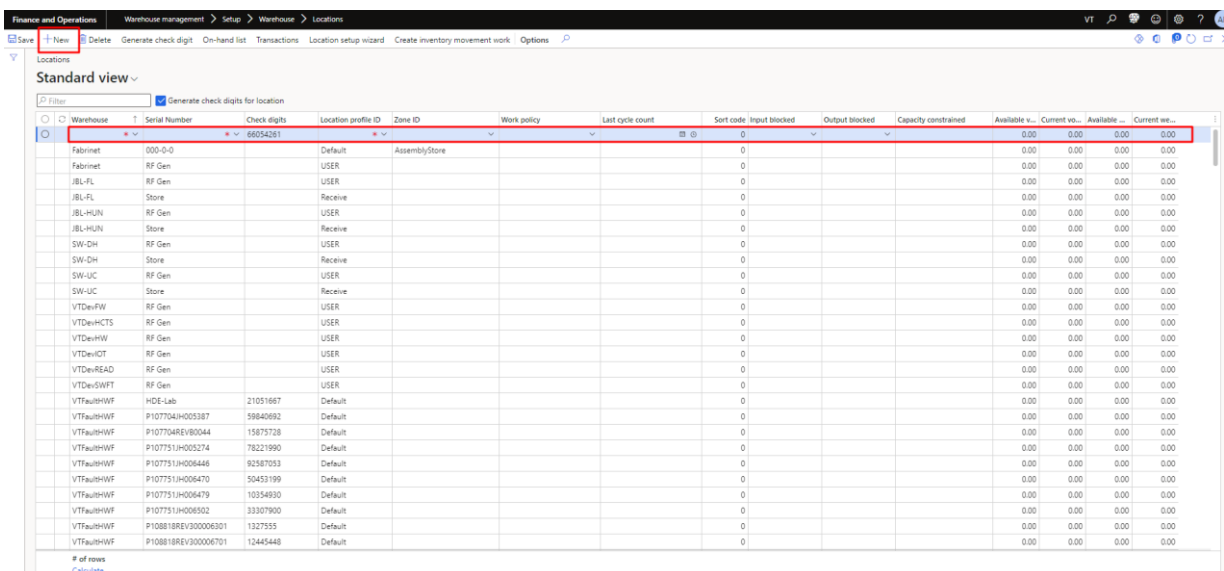 Finance and Operations Warehouse management > Setup > Warehouse > Locations VT ?
Save + New Delete Generate check digit On-hand list Transactions Location setup wizard Create inventory movement work Options
Locations
Standard view
Filter Generate check digits for location
Warehouse ↑ Serial Number Check digits Location profile ID Zone ID Work policy Last cycle count Sort code Input blocked Output blocked Capacity constrained Available v... Current vo... Available ... Current we...
* * 66054261 * 0 0.00 0.00 0.00 0.00
Fabrinet 000-0-0 Default AssemblyStore 0 0.00 0.00 0.00 0.00
Fabrinet RF Gen USER 0 0.00 0.00 0.00 0.00
JBL-FL RF Gen USER 0 0.00 0.00 0.00 0.00
JBL-FL Store Receive 0 0.00 0.00 0.00 0.00
JBL-HUN RF Gen USER 0 0.00 0.00 0.00 0.00
JBL-HUN Store Receive 0 0.00 0.00 0.00 0.00
SW-DH RF Gen USER 0 0.00 0.00 0.00 0.00
SW-DH Store Receive 0 0.00 0.00 0.00 0.00
SW-UC RF Gen USER 0 0.00 0.00 0.00 0.00
SW-UC Store Receive 0 0.00 0.00 0.00 0.00
VTDevFW RF Gen USER 0 0.00 0.00 0.00 0.00
VTDevHCTS RF Gen USER 0 0.00 0.00 0.00 0.00
VTDevHW RF Gen USER 0 0.00 0.00 0.00 0.00
VTDevIOT RF Gen USER 0 0.00 0.00 0.00 0.00
VTDevREAD RF Gen USER 0 0.00 0.00 0.00 0.00
VTDevSWFT RF Gen USER 0 0.00 0.00 0.00 0.00
VTFaultHWF HDE-Lab 21051667 Default 0 0.00 0.00 0.00 0.00
VTFaultHWF P107704JH005387 59840692 Default 0 0.00 0.00 0.00 0.00
VTFaultHWF P107704REVB0044 15875728 Default 0 0.00 0.00 0.00 0.00
VTFaultHWF P107751JH005274 78221990 Default 0 0.00 0.00 0.00 0.00
VTFaultHWF P107751JH006446 92587053 Default 0 0.00 0.00 0.00 0.00
VTFaultHWF P107751JH006470 50453199 Default 0 0.00 0.00 0.00 0.00
VTFaultHWF P107751JH006479 10354930 Default 0 0.00 0.00 0.00 0.00
VTFaultHWF P107751JH006502 33307900 Default 0 0.00 0.00 0.00 0.00
VTFaultHWF P108818REV300006301 1327555 Default 0 0.00 0.00 0.00 0.00
VTFaultHWF P108818REV300006701 12445448 Default 0 0.00 0.00 0.00 0.00
# of rows
Calculate